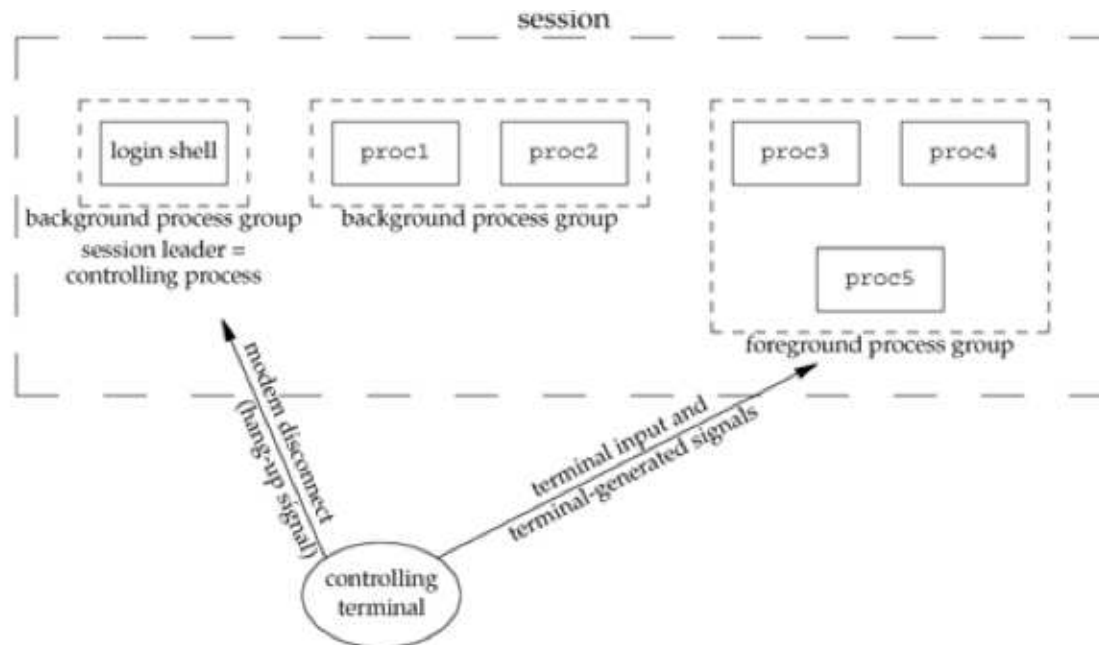 session
login shell
proc1
proc2
proc3
proc4
background process group
background process group
session leader =
controlling process
proc5
foreground process group
modem disconnect
(hang-up signal)
terminal input and
terminal-generated signals
controlling
terminal